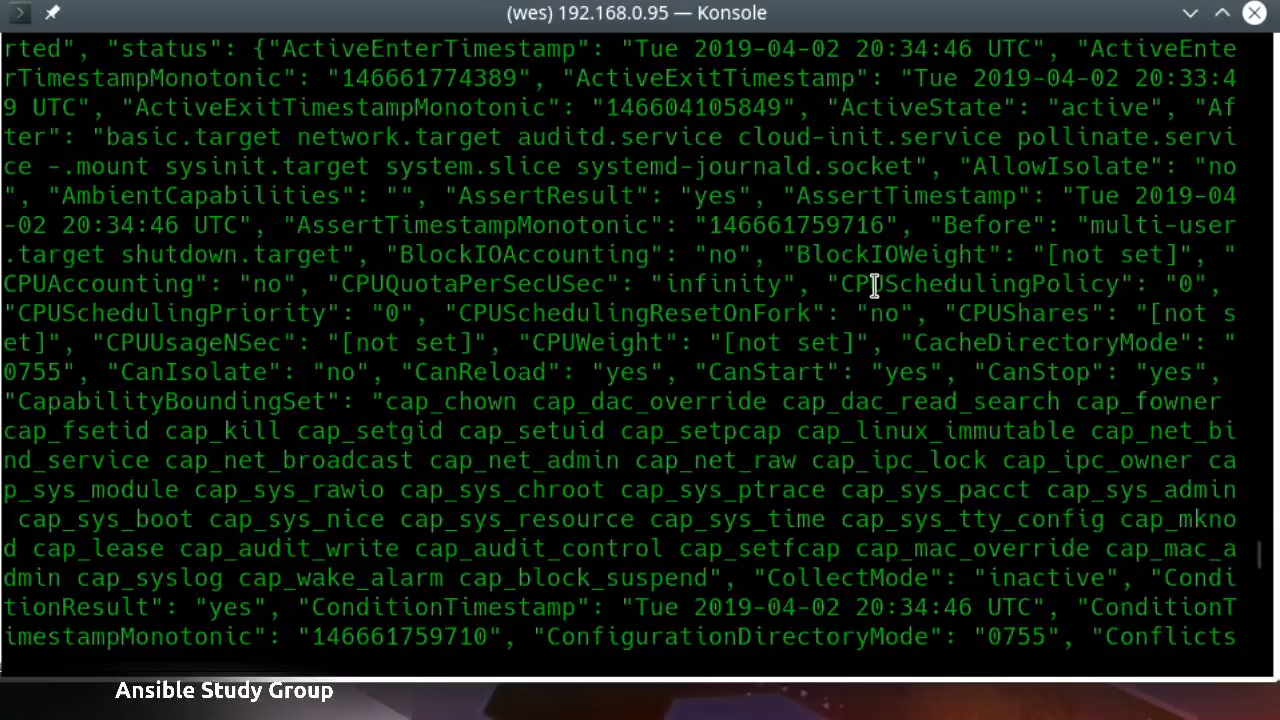 (wes) 192.168.0.95 — Konsole
rted", "status": {"ActiveEnterTimestamp": "Tue 2019-04-02 20:34:46 UTC", "ActiveEnte
rTimestampMonotonic": "146661774389", "ActiveExitTimestamp": "Tue 2019-04-02 20:33:4
9 UTC", "ActiveExitTimestampMonotonic": "146604105849", "ActiveState": "active", "Af
ter": "basic.target network.target auditd.service cloud-init.service pollinate.servi
ce -.mount sysinit.target system.slice systemd-journald.socket", "AllowIsolate": "no
", "AmbientCapabilities": "", "AssertResult": "yes", "AssertTimestamp": "Tue 2019-04
-02 20:34:46 UTC", "AssertTimestampMonotonic": "146661759716", "Before": "multi-user
.target shutdown.target", "BlockIOAccounting": "no", "BlockIOWeight": "[not set]", "
CPUAccounting": "no", "CPUQuotaPerSecUSec": "infinity", "CPUSchedulingPolicy": "0",
"CPUSchedulingPriority": "0", "CPUSchedulingResetOnFork": "no", "CPUShares": "[not s
et]", "CPUUsageNSec": "[not set]", "CPUWeight": "[not set]", "CacheDirectoryMode": "
0755", "CanIsolate": "no", "CanReload": "yes", "CanStart": "yes", "CanStop": "yes",
"CapabilityBoundingSet": "cap_chown cap_dac_override cap_dac_read_search cap_fowner
cap_fsetid cap_kill cap_setgid cap_setuid cap_setpcap cap_linux_immutable cap_net_bi
nd_service cap_net_broadcast cap_net_admin cap_net_raw cap_ipc_lock cap_ipc_owner ca
p_sys_module cap_sys_rawio cap_sys_chroot cap_sys_ptrace cap_sys_pacct cap_sys_admin
cap_sys_boot cap_sys_nice cap_sys_resource cap_sys_time cap_sys_tty_config cap_mkno
d cap_lease cap_audit_write cap_audit_control cap_setfcap cap_mac_override cap_mac_a
dmin cap_syslog cap_wake_alarm cap_block_suspend", "CollectMode": "inactive", "Condi
tionResult": "yes", "ConditionTimestamp": "Tue 2019-04-02 20:34:46 UTC", "ConditionT
imestampMonotonic": "146661759710", "ConfigurationDirectoryMode": "0755", "Conflicts
Ansible Study Group